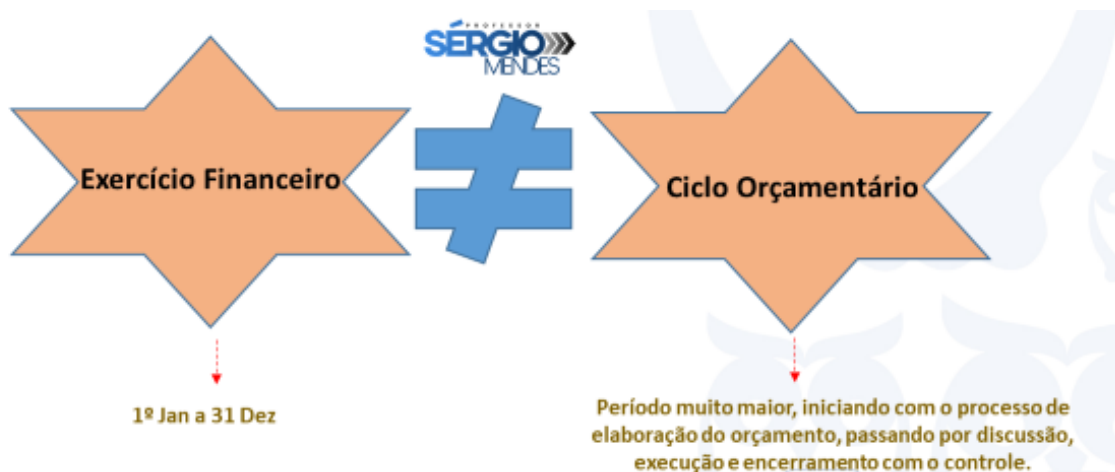 PROFESSOR
SÉRGIO
MENDES
Exercício Financeiro
Ciclo Orçamentário
1º Jan a 31 Dez
Período muito maior, iniciando com o processo de
elaboração do orçamento, passando por discussão,
execução e encerramento com o controle.